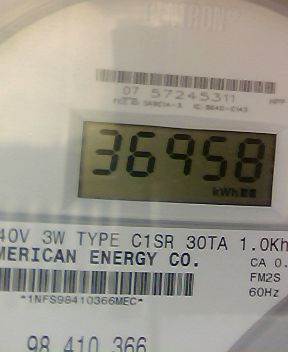 07 57245311
36958
kWh
40V 3W TYPE C1SR 30TA 1.0Kh
MERICAN ENERGY CO.
CA 0.
FM2S
60Hz
*1NFS98410366MEC*
98 410 366